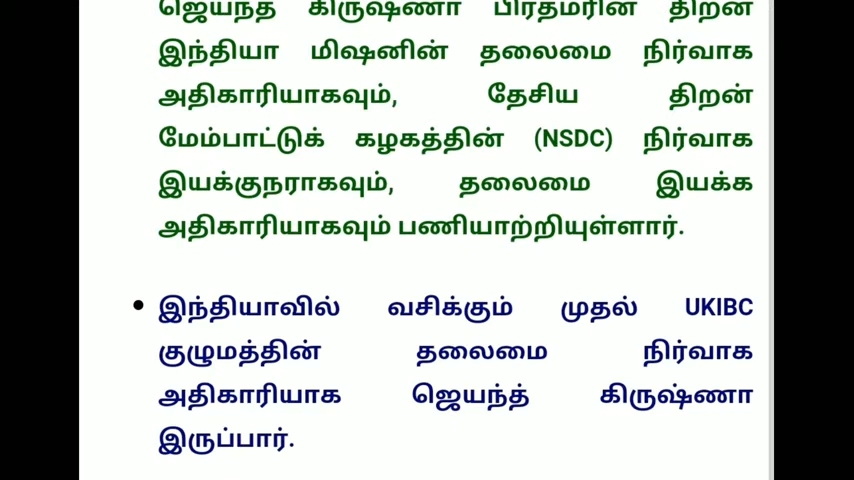 ஜெயந்த் கிருஷ்ணா பிரதமரின் திறன்
இந்தியா மிஷனின் தலைமை நிர்வாக
அதிகாரியாகவும், தேசிய திறன்
மேம்பாட்டுக் கழகத்தின் (NSDC) நிர்வாக
இயக்குநராகவும், தலைமை இயக்க
அதிகாரியாகவும் பணியாற்றியுள்ளார்.
• இந்தியாவில் வசிக்கும் முதல் UKIBC
குழுமத்தின் தலைமை நிர்வாக
அதிகாரியாக ஜெயந்த் கிருஷ்ணா
இருப்பார்.